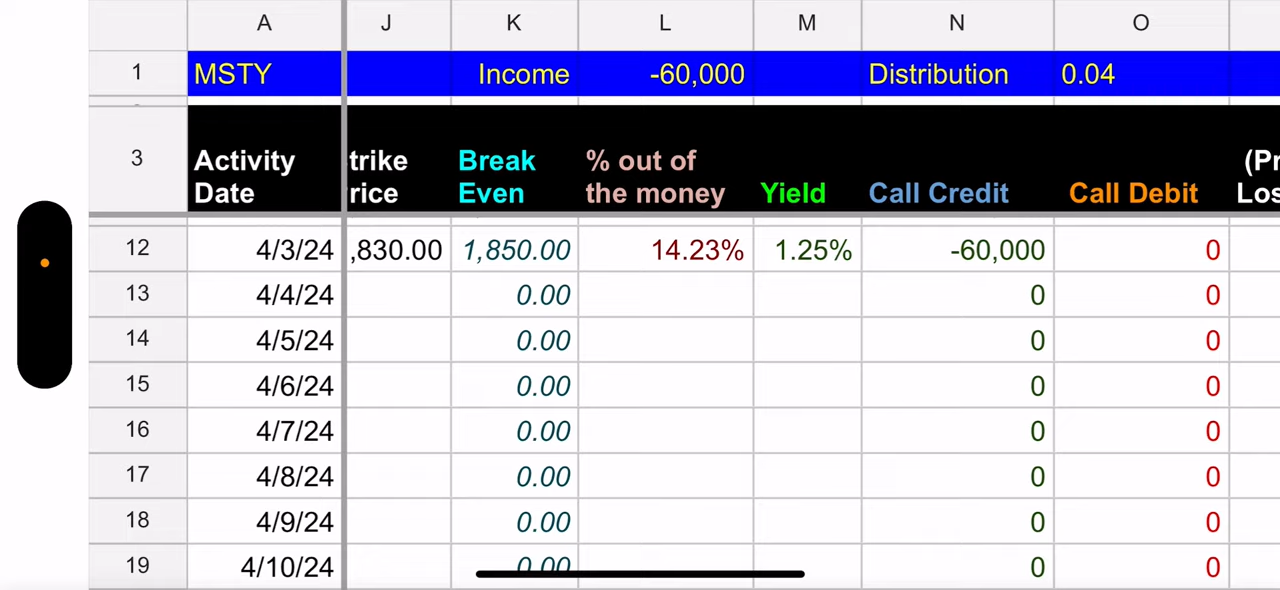 A J K L M N O
1 MSTY Income -60,000 Distribution 0.04
3 Activity Date trike rice Break Even % out of the money Yield Call Credit Call Debit (Pr Los
12 4/3/24 ,830.00 1,850.00 14.23% 1.25% -60,000 0
13 4/4/24 0.00 0 0
14 4/5/24 0.00 0 0
15 4/6/24 0.00 0 0
16 4/7/24 0.00 0 0
17 4/8/24 0.00 0 0
18 4/9/24 0.00 0 0
19 4/10/24 0.00 0 0